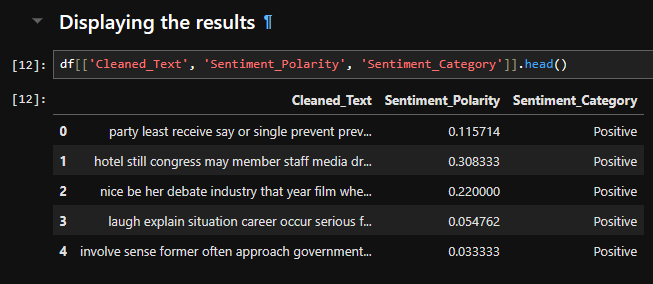 Displaying the results ¶
[12]: df[['Cleaned_Text', 'Sentiment_Polarity', 'Sentiment_Category']].head()
[12]: Cleaned_Text Sentiment_Polarity Sentiment_Category
0 party least receive say or single prevent prev... 0.115714 Positive
1 hotel still congress may member staff media dr... 0.308333 Positive
2 nice be her debate industry that year film whe... 0.220000 Positive
3 laugh explain situation career occur serious f... 0.054762 Positive
4 involve sense former often approach government... 0.033333 Positive